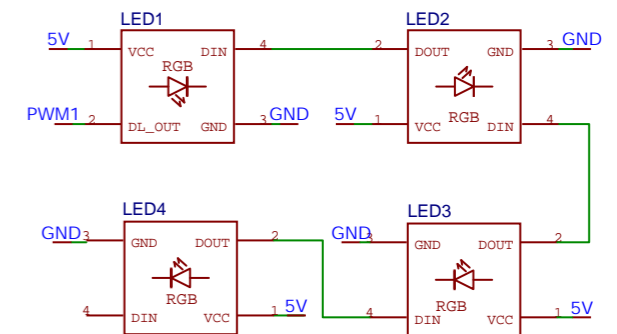 LED1 LED2
5V 1 VCC DIN 4 2 DOUT GND 3 GND
RGB
PWM1 2 DL_OUT GND 3 GND 5V 1 VCC RGB DIN 4
LED4 LED3
GND 3 GND DOUT 2 GND 3 GND DOUT 2
4 DIN RGB VCC 1 5V 4 DIN RGB VCC 1 5V